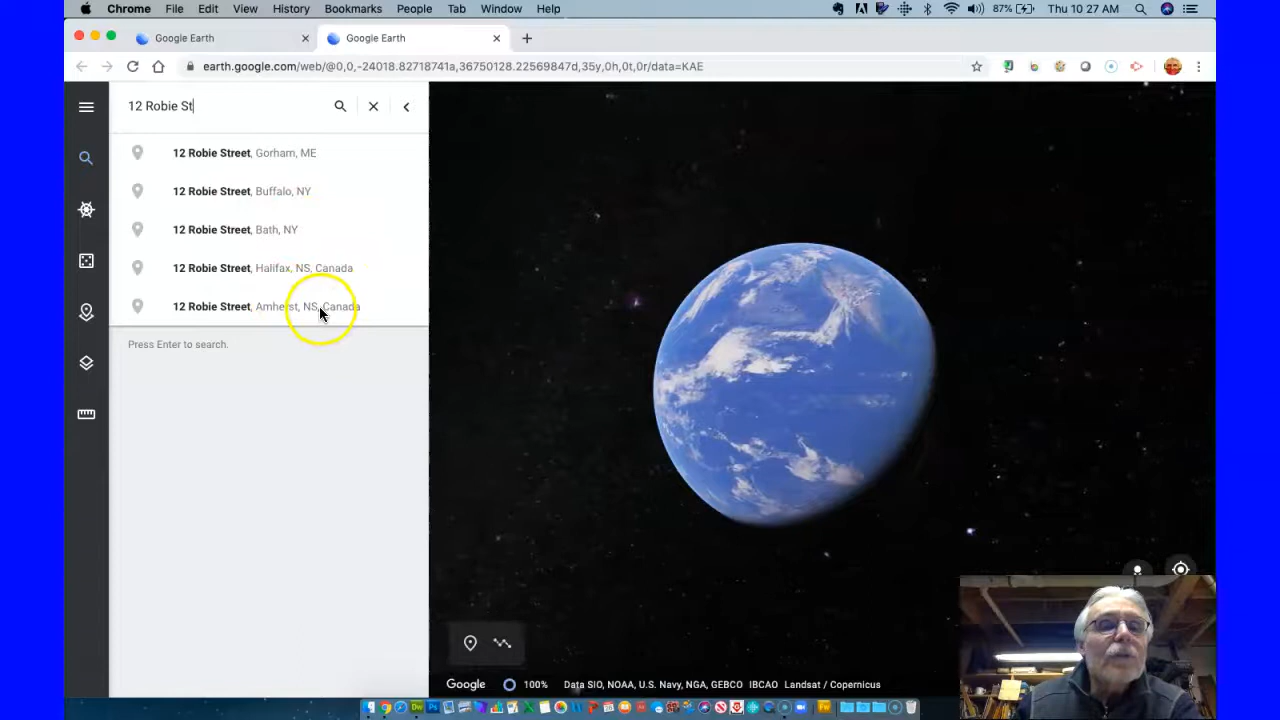 Chrome File Edit View History Bookmarks People Tab Window Help 87% Thu 10:27 AM
Google Earth Google Earth
earth.google.com/web/@0,0,-24018.82718741a,36750128.22569847d,35y,0h,0t,0r/data=KAE
12 Robie St
12 Robie Street, Gorham, ME
12 Robie Street, Buffalo, NY
12 Robie Street, Bath, NY
12 Robie Street, Halifax, NS, Canada
12 Robie Street, Amherst, NS, Canada
Press Enter to search.
Google 100% Data SIO, NOAA, U.S. Navy, NGA, GEBCO IBCAO Landsat / Copernicus